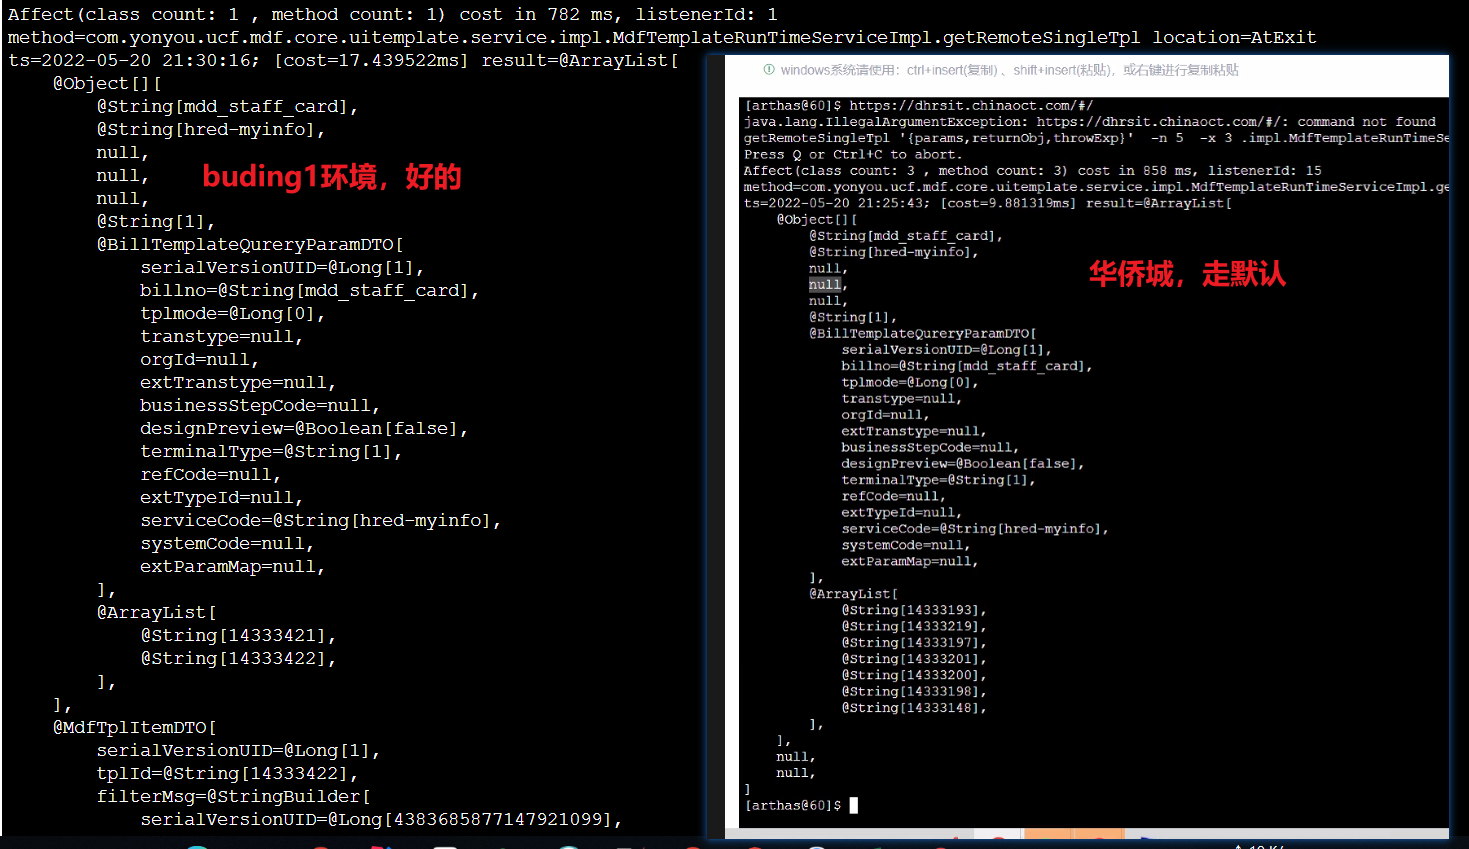 Affect(class count: 1 , method count: 1) cost in 782 ms, listenerId: 1
method=com.yonyou.ucf.mdf.core.uitemplate.service.impl.MdfTemplateRunTimeServiceImpl.getRemoteSingleTpl location=AtExit
ts=2022-05-20 21:30:16; [cost=17.439522ms] result=@ArrayList[
    @Object[][
        @String[mdd_staff_card],
        @String[hred-myinfo],
        null,
        null,
        null,
        @String[1],
        @BillTemplateQureryParamDTO[
            serialVersionUID=@Long[1],
            billno=@String[mdd_staff_card],
            tplmode=@Long[0],
            transtype=null,
            orgId=null,
            extTranstype=null,
            businessStepCode=null,
            designPreview=@Boolean[false],
            terminalType=@String[1],
            refCode=null,
            extTypeId=null,
            serviceCode=@String[hred-myinfo],
            systemCode=null,
            extParamMap=null,
        ],
        @ArrayList[
            @String[14333421],
            @String[14333422],
        ],
    ],
    @MdfTplItemDTO[
        serialVersionUID=@Long[1],
        tplId=@String[14333422],
        filterMsg=@StringBuilder[
            serialVersionUID=@Long[4383685877147921099],
buding1环境，好的
windows系统请使用：ctrl+insert(复制) 、shift+insert(粘贴)，或右键进行复制粘贴
[arthas@60]$ https://dhrsit.chinaoct.com/#/
java.lang.IllegalArgumentException: https://dhrsit.chinaoct.com/#/: command not found
getRemoteSingleTpl '{params,returnObj,throwExp}'  -n 5  -x 3 .impl.MdfTemplateRunTimeSe
Press Q or Ctrl+C to abort.
Affect(class count: 3 , method count: 3) cost in 858 ms, listenerId: 15
method=com.yonyou.ucf.mdf.core.uitemplate.service.impl.MdfTemplateRunTimeServiceImpl.ge
ts=2022-05-20 21:25:43; [cost=9.881319ms] result=@ArrayList[
    @Object[][
        @String[mdd_staff_card],
        @String[hred-myinfo],
        null,
        null,
        null,
        @String[1],
        @BillTemplateQureryParamDTO[
            serialVersionUID=@Long[1],
            billno=@String[mdd_staff_card],
            tplmode=@Long[0],
            transtype=null,
            orgId=null,
            extTranstype=null,
            businessStepCode=null,
            designPreview=@Boolean[false],
            terminalType=@String[1],
            refCode=null,
            extTypeId=null,
            serviceCode=@String[hred-myinfo],
            systemCode=null,
            extParamMap=null,
        ],
        @ArrayList[
            @String[14333193],
            @String[14333219],
            @String[14333197],
            @String[14333201],
            @String[14333200],
            @String[14333198],
            @String[14333148],
        ],
    ],
    null,
    null,
]
[arthas@60]$
华侨城，走默认